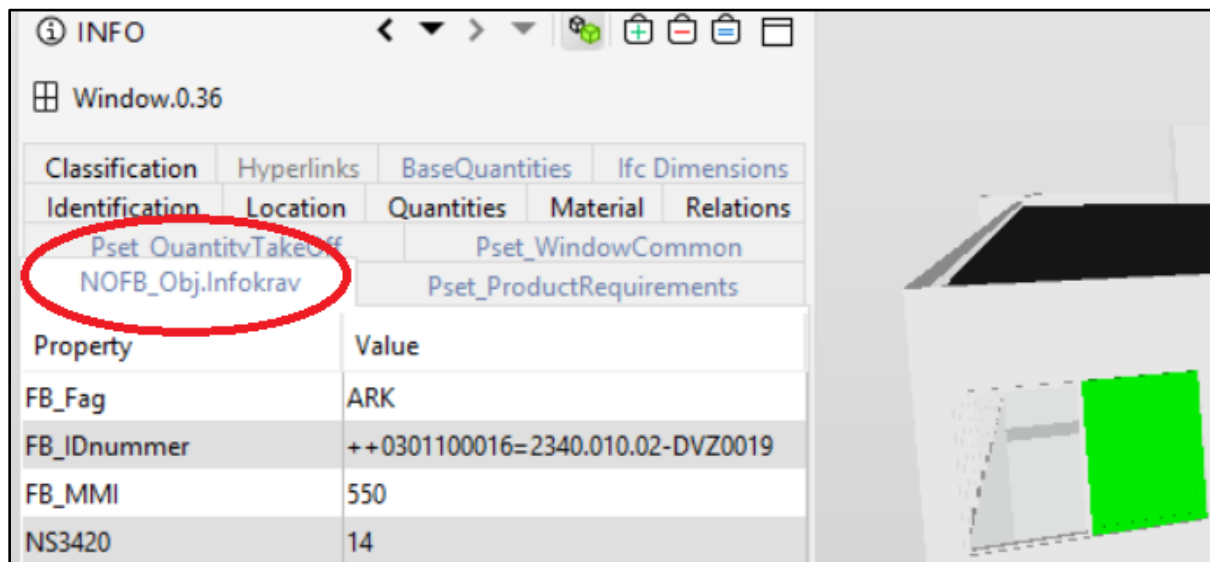 INFO
Window.0.36
Classification Hyperlinks BaseQuantities Ifc Dimensions
Identification Location Quantities Material Relations
Pset_QuantityTakeOff Pset_WindowCommon
NOFB_Obj.Infokrav Pset_ProductRequirements
Property Value
FB_Fag ARK
FB_IDnummer ++0301100016=2340.010.02-DVZ0019
FB_MMI 550
NS3420 14